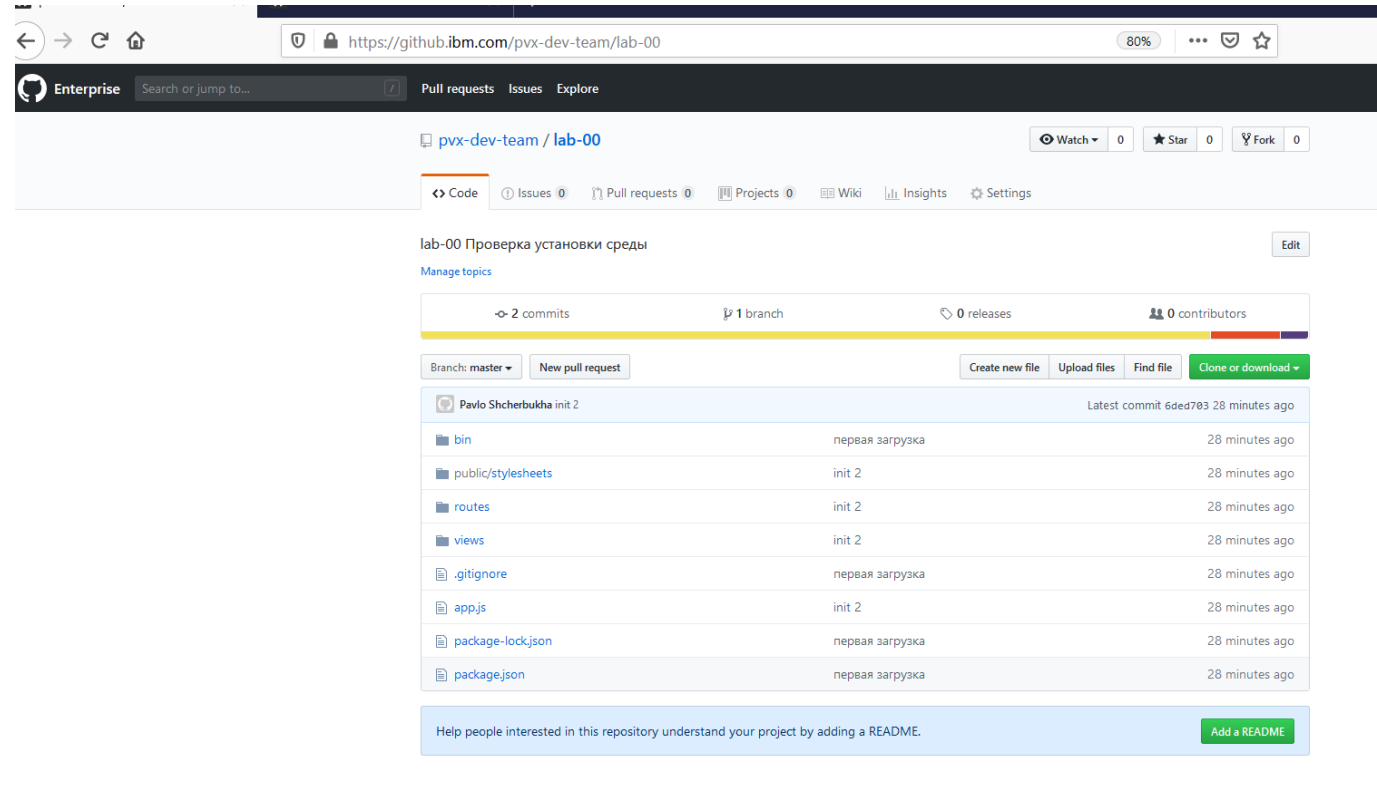 https://github.ibm.com/pvx-dev-team/lab-00 80%
Enterprise Search or jump to... / Pull requests Issues Explore
pvx-dev-team / lab-00 Watch 0 Star 0 Fork 0
Code Issues 0 Pull requests 0 Projects 0 Wiki Insights Settings
lab-00 Проверка установки среды Edit
Manage topics
2 commits 1 branch 0 releases 0 contributors
Branch: master New pull request Create new file Upload files Find file Clone or download
Pavlo Shcherbukha init 2 Latest commit 6ded703 28 minutes ago
bin первая загрузка 28 minutes ago
public/stylesheets init 2 28 minutes ago
routes init 2 28 minutes ago
views init 2 28 minutes ago
.gitignore первая загрузка 28 minutes ago
app.js init 2 28 minutes ago
package-lock.json первая загрузка 28 minutes ago
package.json первая загрузка 28 minutes ago
Help people interested in this repository understand your project by adding a README. Add a README